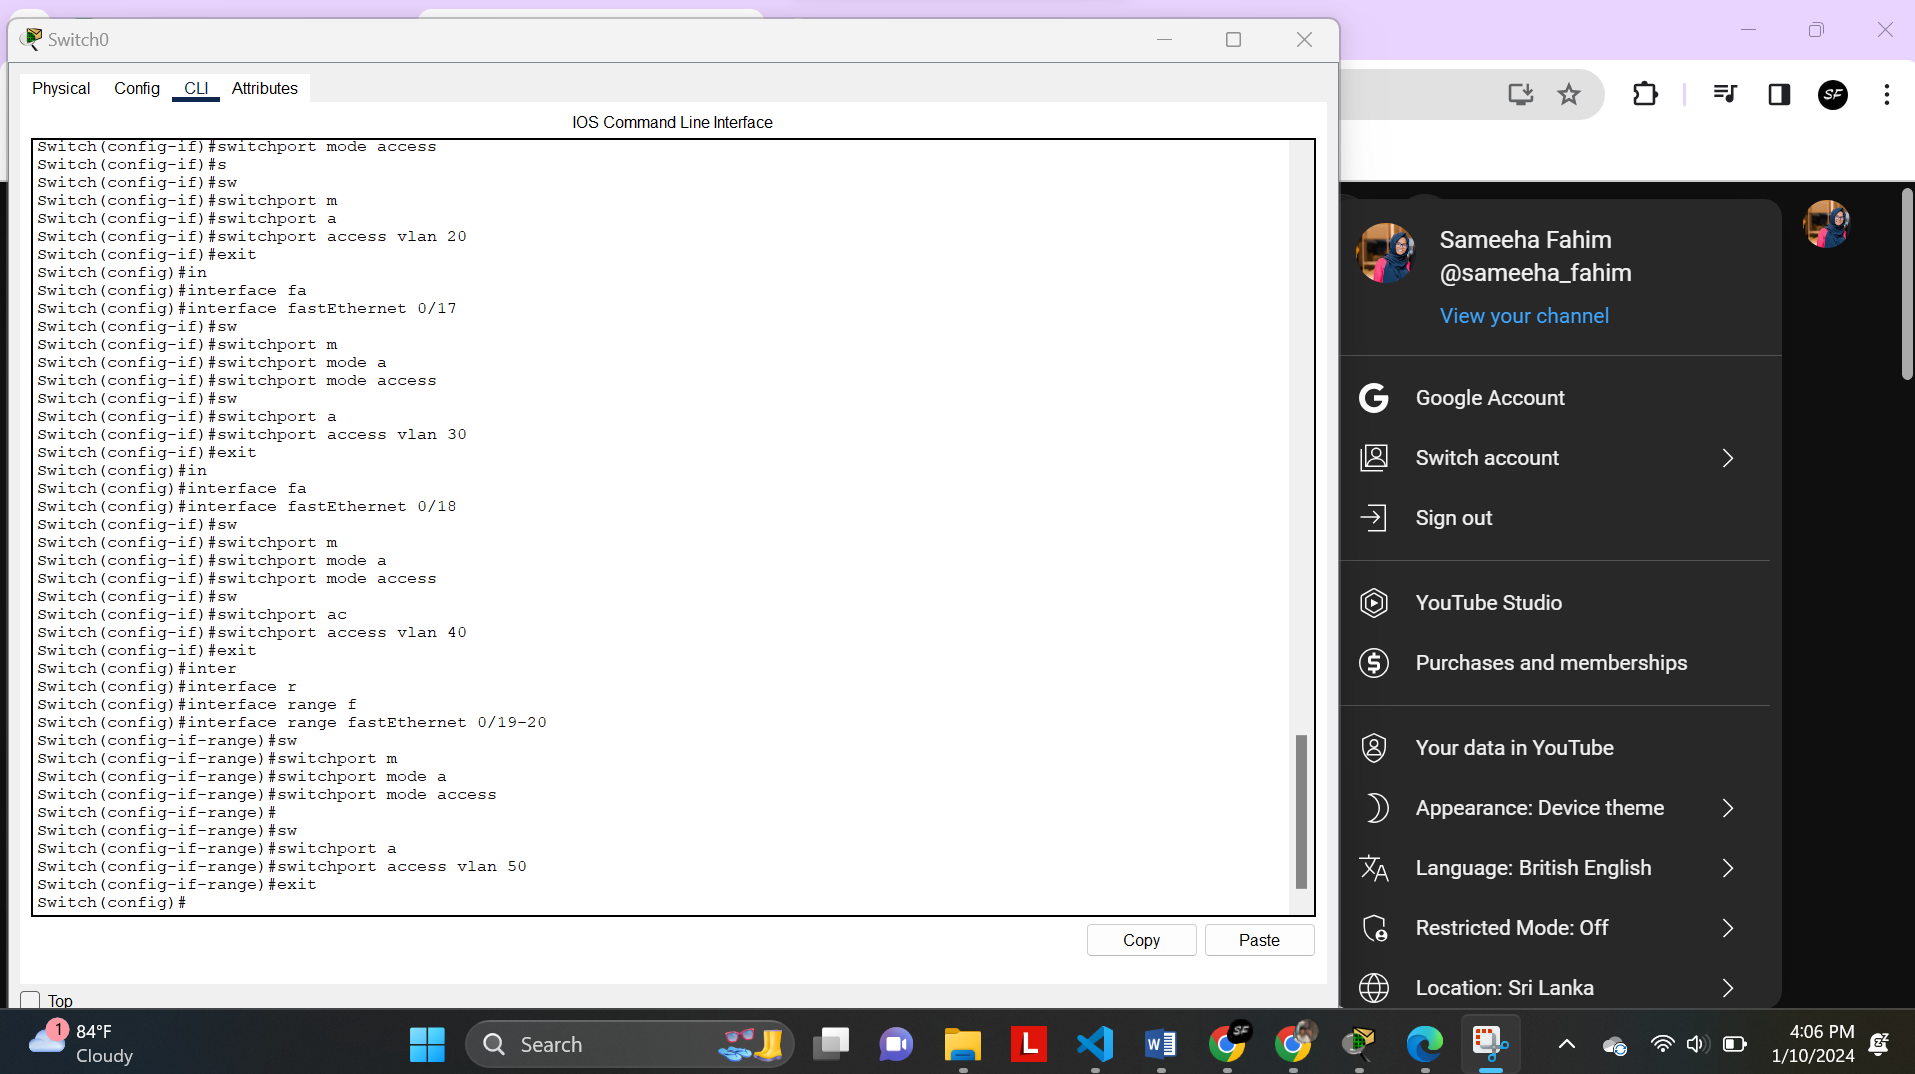 Switch0
Physical Config CLI Attributes
IOS Command Line Interface
Switch(config-if)#switchport mode access
Switch(config-if)#s
Switch(config-if)#sw
Switch(config-if)#switchport m
Switch(config-if)#switchport a
Switch(config-if)#switchport access vlan 20
Switch(config-if)#exit
Switch(config)#in
Switch(config)#interface fa
Switch(config)#interface fastEthernet 0/17
Switch(config-if)#sw
Switch(config-if)#switchport m
Switch(config-if)#switchport mode a
Switch(config-if)#switchport mode access
Switch(config-if)#sw
Switch(config-if)#switchport a
Switch(config-if)#switchport access vlan 30
Switch(config-if)#exit
Switch(config)#in
Switch(config)#interface fa
Switch(config)#interface fastEthernet 0/18
Switch(config-if)#sw
Switch(config-if)#switchport m
Switch(config-if)#switchport mode a
Switch(config-if)#switchport mode access
Switch(config-if)#sw
Switch(config-if)#switchport ac
Switch(config-if)#switchport access vlan 40
Switch(config-if)#exit
Switch(config)#inter
Switch(config)#interface r
Switch(config)#interface range f
Switch(config)#interface range fastEthernet 0/19-20
Switch(config-if-range)#sw
Switch(config-if-range)#switchport m
Switch(config-if-range)#switchport mode a
Switch(config-if-range)#switchport mode access
Switch(config-if-range)#
Switch(config-if-range)#sw
Switch(config-if-range)#switchport a
Switch(config-if-range)#switchport access vlan 50
Switch(config-if-range)#exit
Switch(config)#
Copy Paste
Top
SF
Sameeha Fahim
@sameeha_fahim
View your channel
Google Account
Switch account
Sign out
YouTube Studio
Purchases and memberships
Your data in YouTube
Appearance: Device theme
Language: British English
Restricted Mode: Off
Location: Sri Lanka
1
84°F
Cloudy
Search
L
W
SF
4:06 PM
1/10/2024